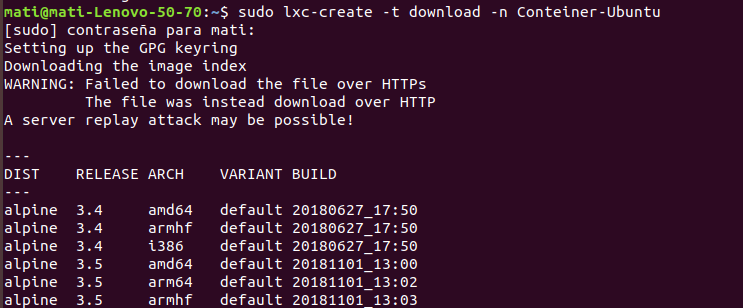 mati@mati-Lenovo-50-70:~$ sudo lxc-create -t download -n Conteiner-Ubuntu
[sudo] contraseña para mati:
Setting up the GPG keyring
Downloading the image index
WARNING: Failed to download the file over HTTPs
         The file was instead download over HTTP
A server replay attack may be possible!

---
DIST    RELEASE ARCH    VARIANT BUILD
---
alpine  3.4     amd64   default 20180627_17:50
alpine  3.4     armhf   default 20180627_17:50
alpine  3.4     i386    default 20180627_17:50
alpine  3.5     amd64   default 20181101_13:00
alpine  3.5     arm64   default 20181101_13:02
alpine  3.5     armhf   default 20181101_13:03